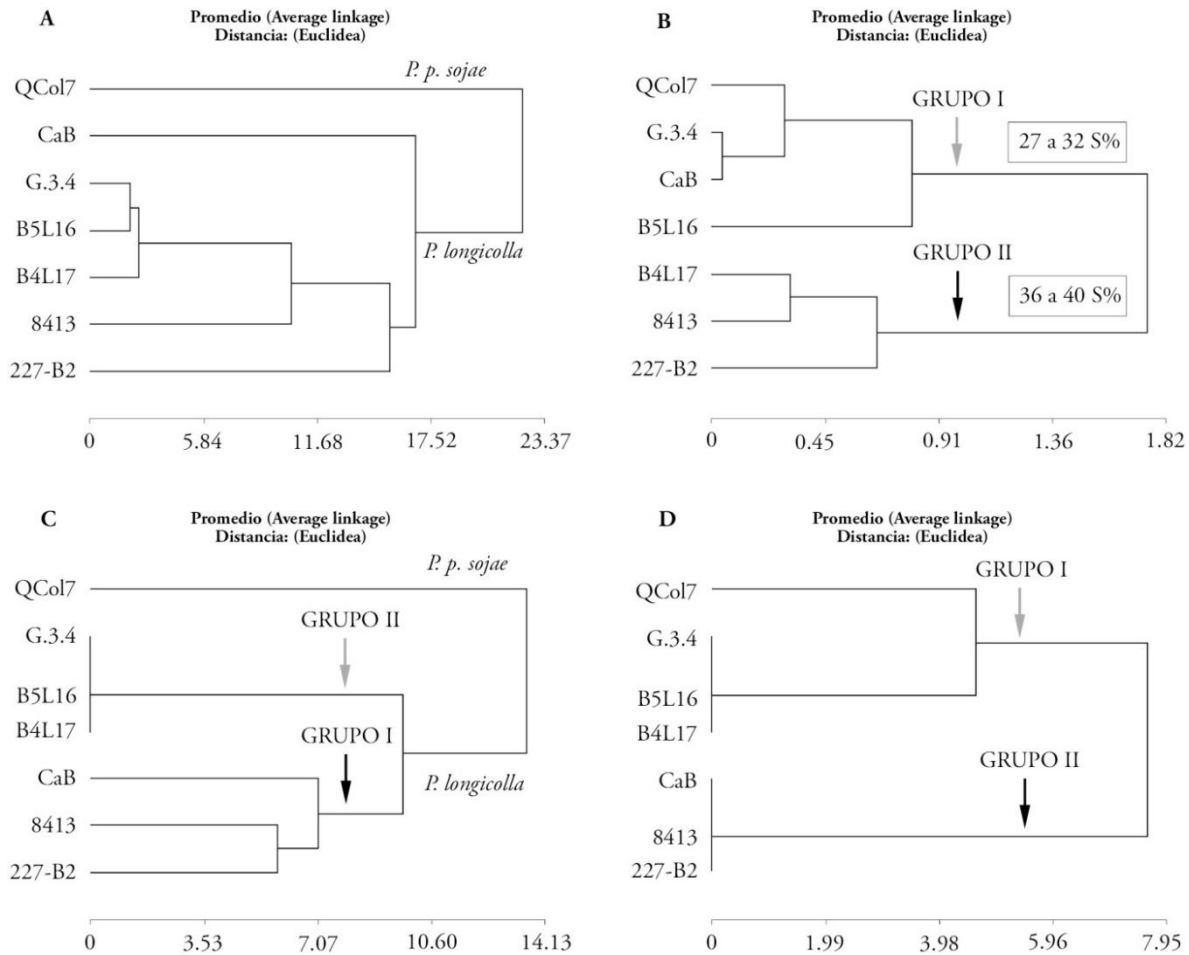 A
Promedio (Average linkage)
Distancia: (Euclidea)
P. p. sojae
QCol7
CaB
G.3.4
B5L16
P. longicolla
B4L17
8413
227-B2
0 5.84 11.68 17.52 23.37
B
Promedio (Average linkage)
Distancia: (Euclidea)
QCol7
GRUPO I
G.3.4
27 a 32 S%
CaB
B5L16
GRUPO II
B4L17
36 a 40 S%
8413
227-B2
0 0.45 0.91 1.36 1.82
C
Promedio (Average linkage)
Distancia: (Euclidea)
P. p. sojae
QCol7
GRUPO II
G.3.4
B5L16
B4L17
GRUPO I
CaB
P. longicolla
8413
227-B2
0 3.53 7.07 10.60 14.13
D
Promedio (Average linkage)
Distancia: (Euclidea)
GRUPO I
QCol7
G.3.4
B5L16
B4L17
GRUPO II
CaB
8413
227-B2
0 1.99 3.98 5.96 7.95